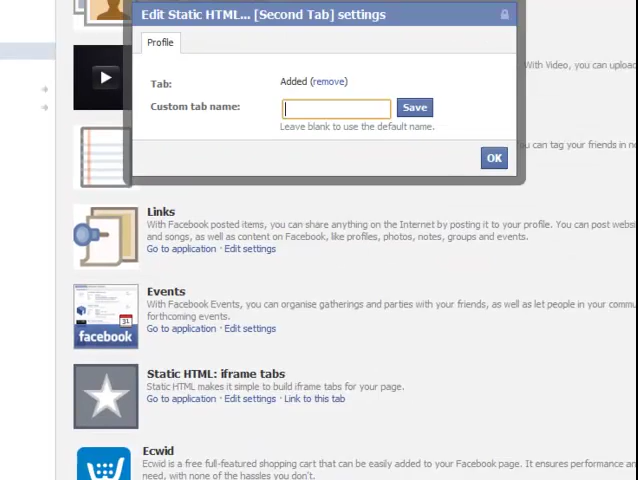 Edit Static HTML... [Second Tab] settings
Profile
Tab: Added (remove)
Custom tab name: Save
Leave blank to use the default name.
OK
With Video, you can upload
you can tag your friends in no
Links
With Facebook posted items, you can share anything on the Internet by posting it to your profile. You can post webs
and songs, as well as content on Facebook, like profiles, photos, notes, groups and events.
Go to application · Edit settings
Events
With Facebook Events, you can organise gatherings and parties with your friends, as well as let people in your commu
forthcoming events.
Go to application · Edit settings
31
facebook
Static HTML: iframe tabs
Static HTML makes it simple to build iframe tabs for your page.
Go to application · Edit settings · Link to this tab
Ecwid
Ecwid is a free full-featured shopping cart that can be easily added to your Facebook page. It ensures performance an
need, with none of the hassles you don't.